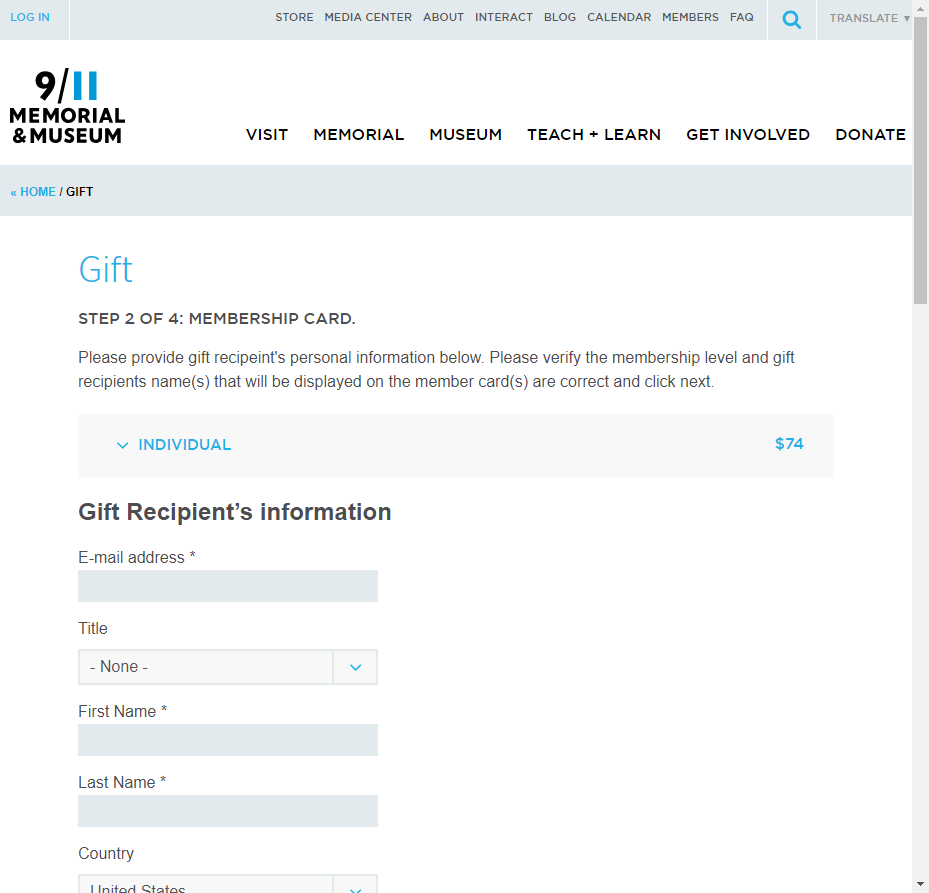 LOG IN
STORE MEDIA CENTER ABOUT INTERACT BLOG CALENDAR MEMBERS FAQ
TRANSLATE ▼
9/11
MEMORIAL
&MUSEUM
VISIT MEMORIAL MUSEUM TEACH + LEARN GET INVOLVED DONATE
« HOME / GIFT
Gift
STEP 2 OF 4: MEMBERSHIP CARD.
Please provide gift recipeint's personal information below. Please verify the membership level and gift
recipients name(s) that will be displayed on the member card(s) are correct and click next.
INDIVIDUAL $74
Gift Recipient’s information
E-mail address *
Title
- None -
First Name *
Last Name *
Country
United States